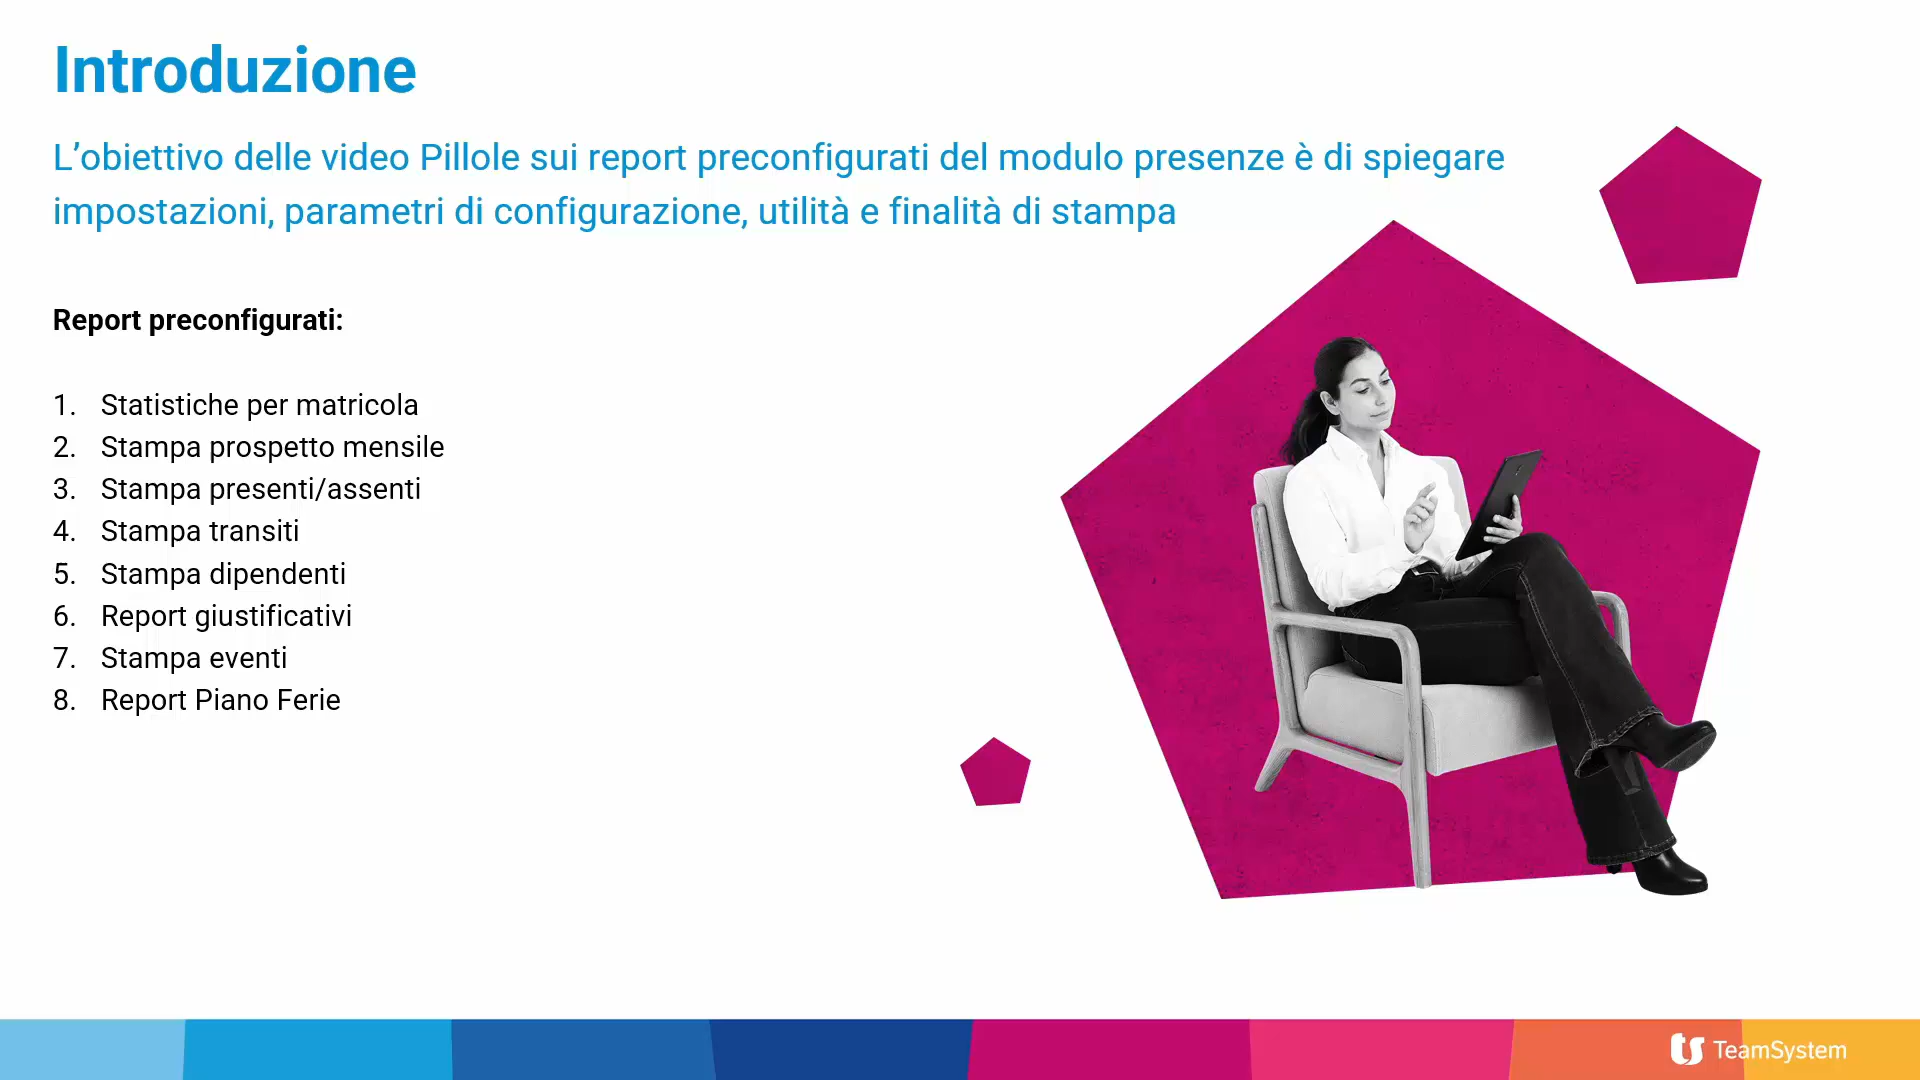 Introduzione
L’obiettivo delle video Pillole sui report preconfigurati del modulo presenze è di spiegare
impostazioni, parametri di configurazione, utilità e finalità di stampa
Report preconfigurati:
1. Statistiche per matricola
2. Stampa prospetto mensile
3. Stampa presenti/assenti
4. Stampa transiti
5. Stampa dipendenti
6. Report giustificativi
7. Stampa eventi
8. Report Piano Ferie
ts TeamSystem